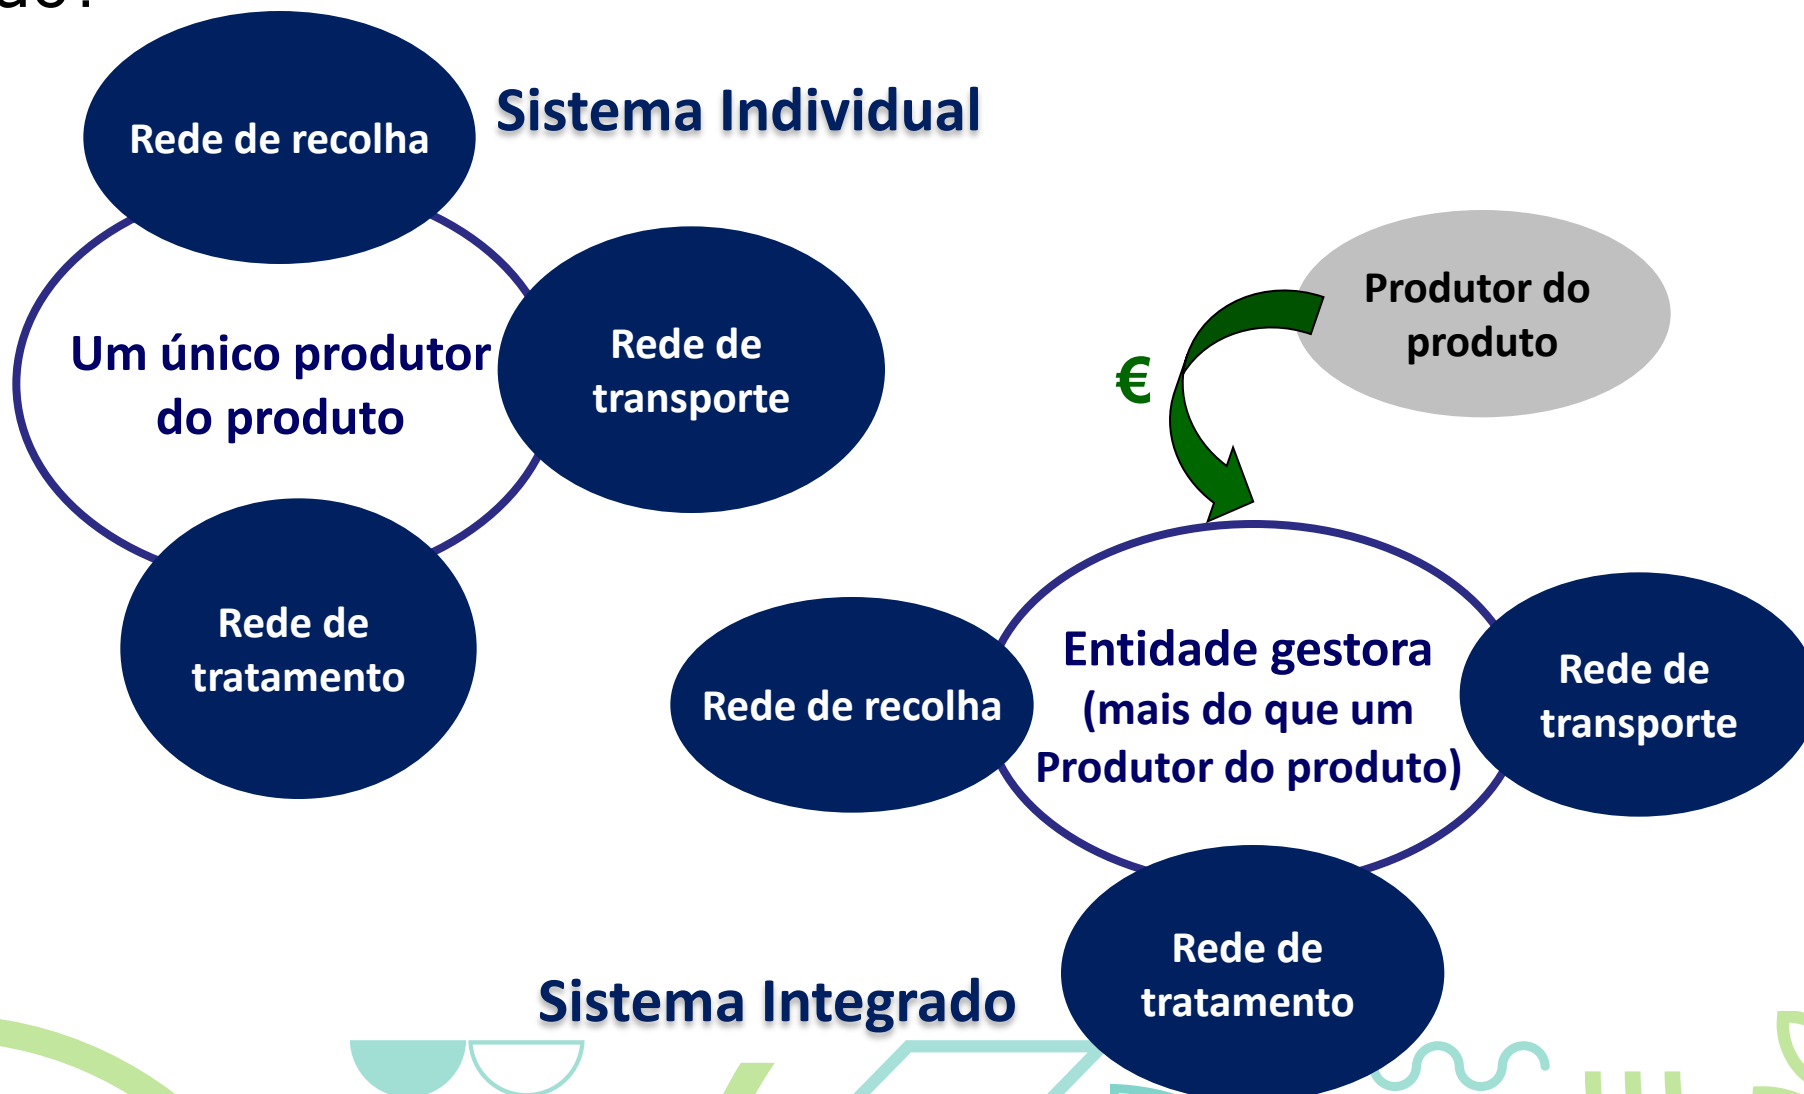 Sistema Individual
Rede de recolha
Um único produtor
do produto
Rede de
transporte
Rede de
tratamento
Produtor do
produto
€
Entidade gestora
(mais do que um
Produtor do produto)
Rede de recolha
Rede de
transporte
Rede de
tratamento
Sistema Integrado